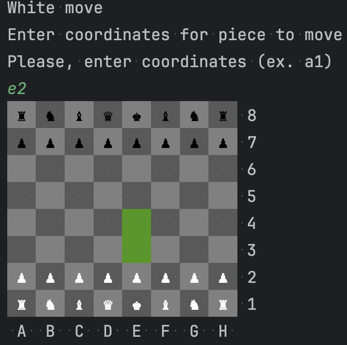 White move
Enter coordinates for piece to move
Please, enter coordinates (ex. a1)
e2
♜ ♞ ♝ ♛ ♚ ♝ ♞ ♜ 8
♟ ♟ ♟ ♟ ♟ ♟ ♟ ♟ 7
6
5
4
3
♟ ♟ ♟ ♟ ♟ ♟ ♟ ♟ 2
♜ ♞ ♝ ♛ ♚ ♝ ♞ ♜ 1
A B C D E F G H